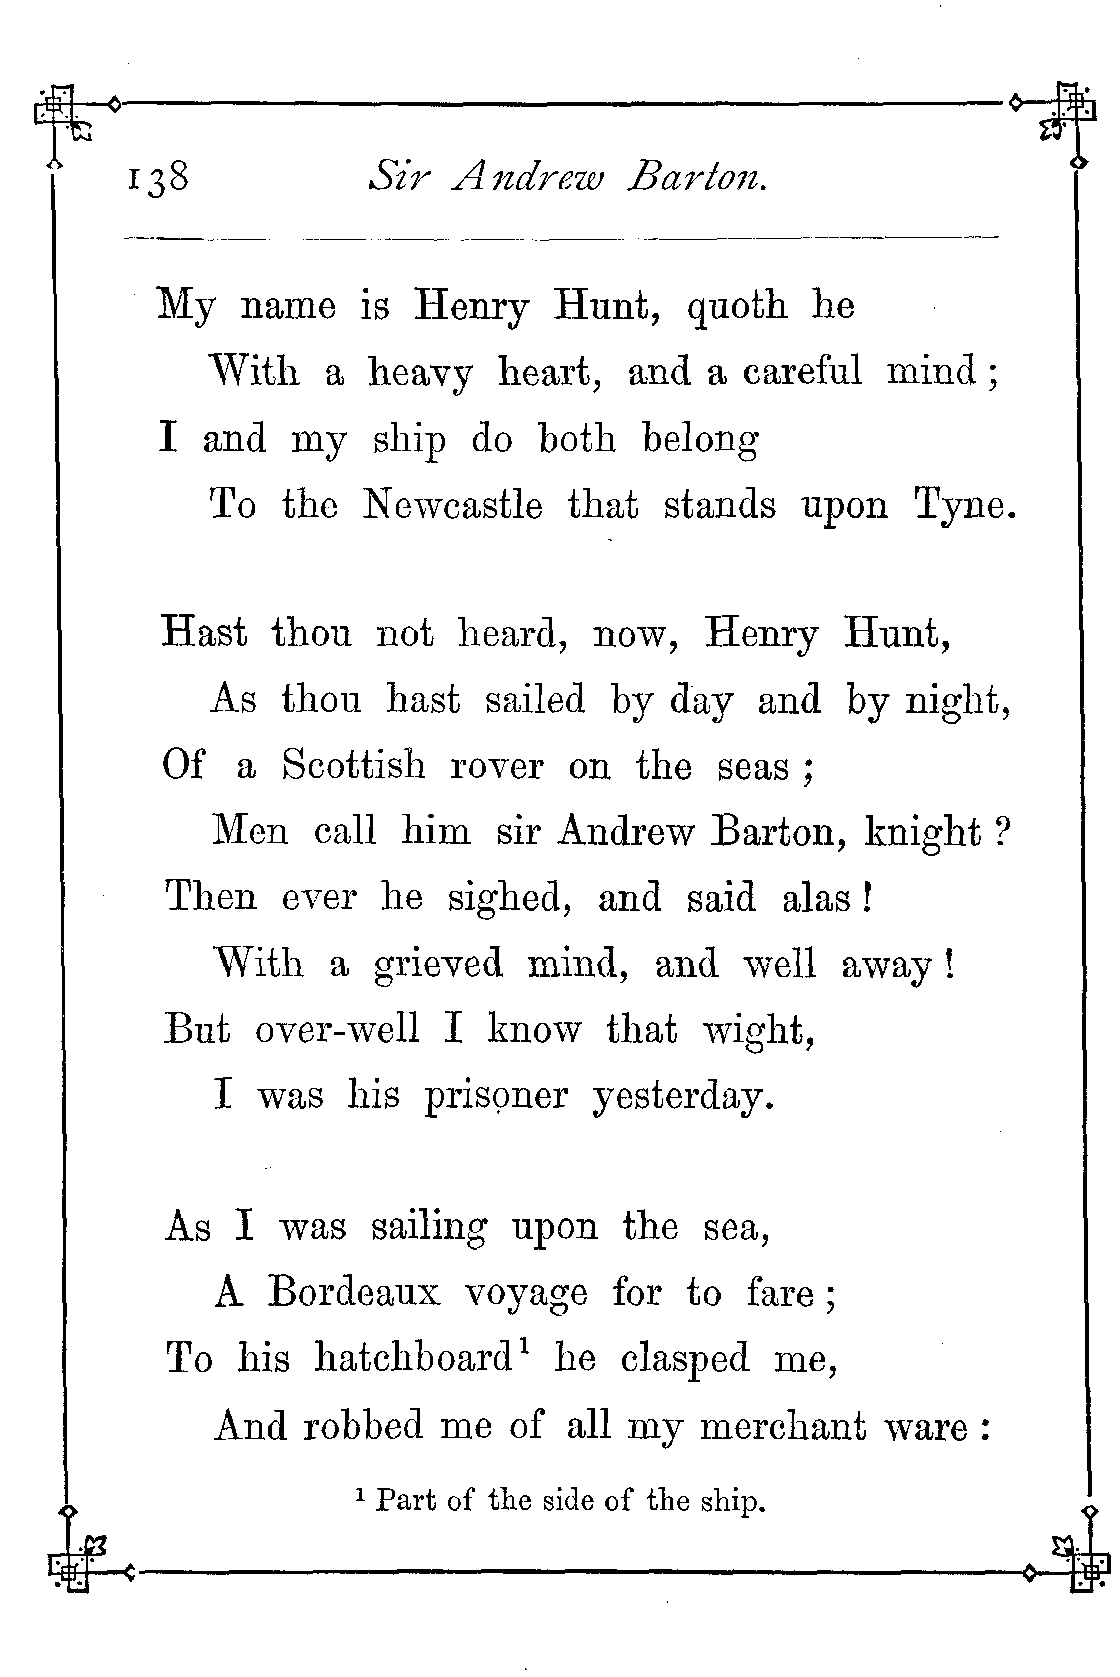 138 Sir Andrew Barton.
My name is Henry Hunt, quoth he
With a heavy heart, and a careful mind ;
I and my ship do both belong
To the Newcastle that stands upon Tyne.
Hast thou not heard, now, Henry Hunt,
As thou hast sailed by day and by night,
Of a Scottish rover on the seas ;
Men call him sir Andrew Barton, knight ?
Then ever he sighed, and said alas !
With a grieved mind, and well away !
But over-well I know that wight,
I was his prisoner yesterday.
As I was sailing upon the sea,
A Bordeaux voyage for to fare ;
To his hatchboard¹ he clasped me,
And robbed me of all my merchant ware :
¹ Part of the side of the ship.